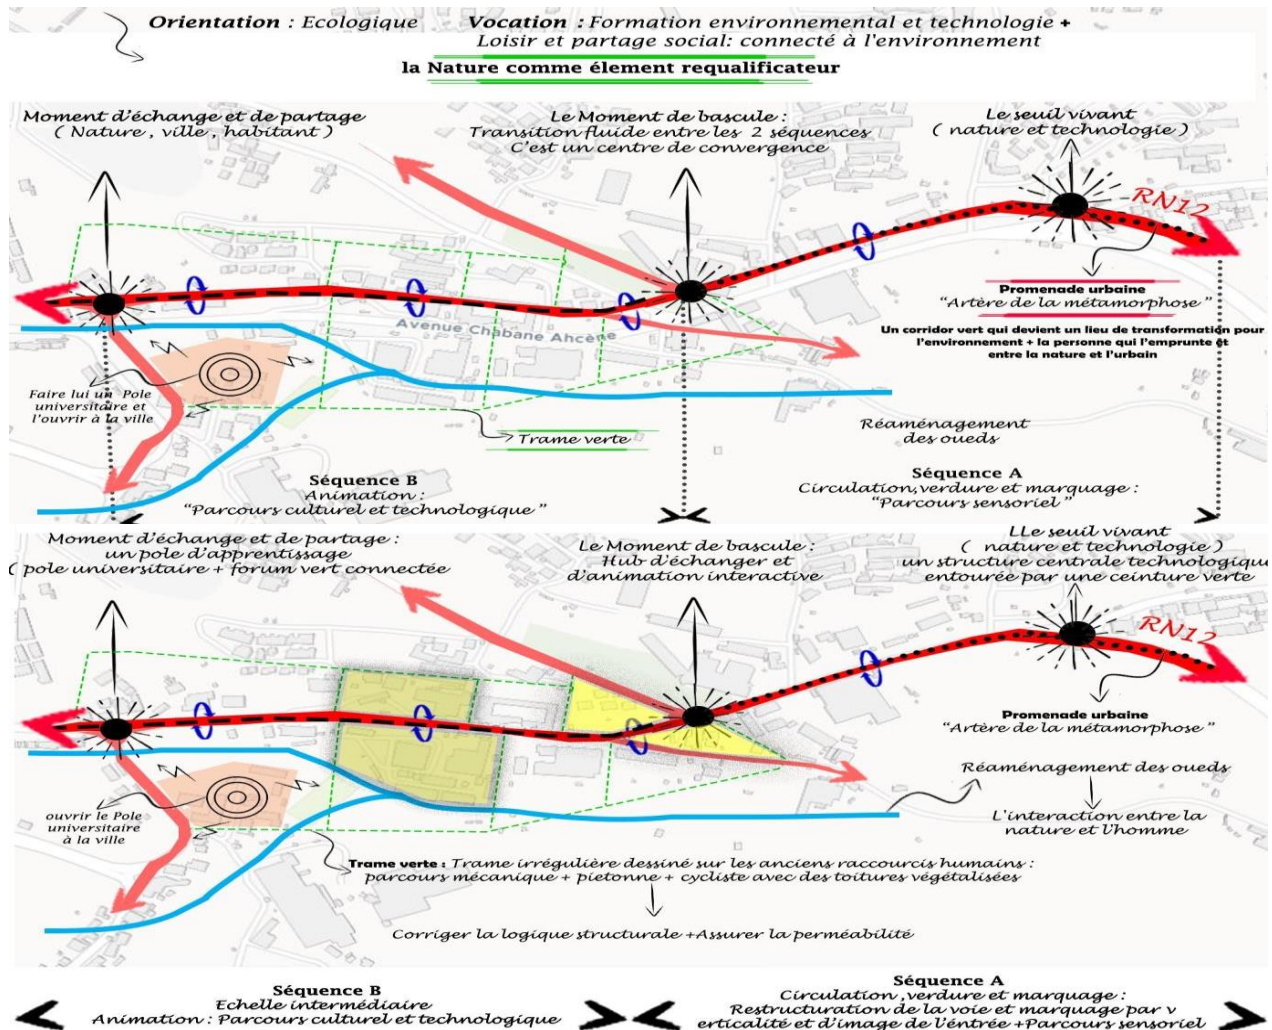 Orientation : Ecologique
Vocation : Formation environnemental et technologie +
Loisir et partage social: connecté à l'environnement
la Nature comme élement requalificateur
Moment d'échange et de partage
( Nature , ville , habitant )
Le Moment de bascule :
Transition fluide entre les 2 séquences
C'est un centre de convergence
Le seuil vivant
( nature et technologie )
RN12
Promenade urbaine
"Artère de la métamorphose "
Un corridor vert qui devient un lieu de transformation pour
l'environnement + la personne qui l'emprunte et
entre la nature et l'urbain
Avenue Chabane Ahcène
Faire lui un Pole
universitaire et
l'ouvrir à la ville
Trame verte
Réaménagement
des oueds
Séquence B
Animation :
"Parcours culturel et technologique "
Séquence A
Circulation,verdure et marquage :
"Parcours sensoriel "
Moment d'échange et de partage :
un pole d'apprentissage
( pole universitaire + forum vert connectée
Le Moment de bascule :
Hub d'échanger et
d'animation interactive
LLe seuil vivant
( nature et technologie )
un structure centrale technologique
entourée par une ceinture verte
RN12
Promenade urbaine
"Artère de la métamorphose "
Réaménagement des oueds
L'interaction entre la
nature et l'homme
ouvrir le Pole
universitaire
à la ville
Trame verte : Trame irrégulière dessiné sur les anciens raccourcis humains :
parcours mécanique + pietonne + cycliste avec des toitures végétalisées
Corriger la logique structurale +Assurer la perméabilité
Séquence B
Echelle intermédiaire
Animation : Parcours culturel et technologique
Séquence A
Circulation ,verdure et marquage :
Restructuration de la voie et marquage par v
erticalité et d'image de l'éntrée +Parcours sensoriel